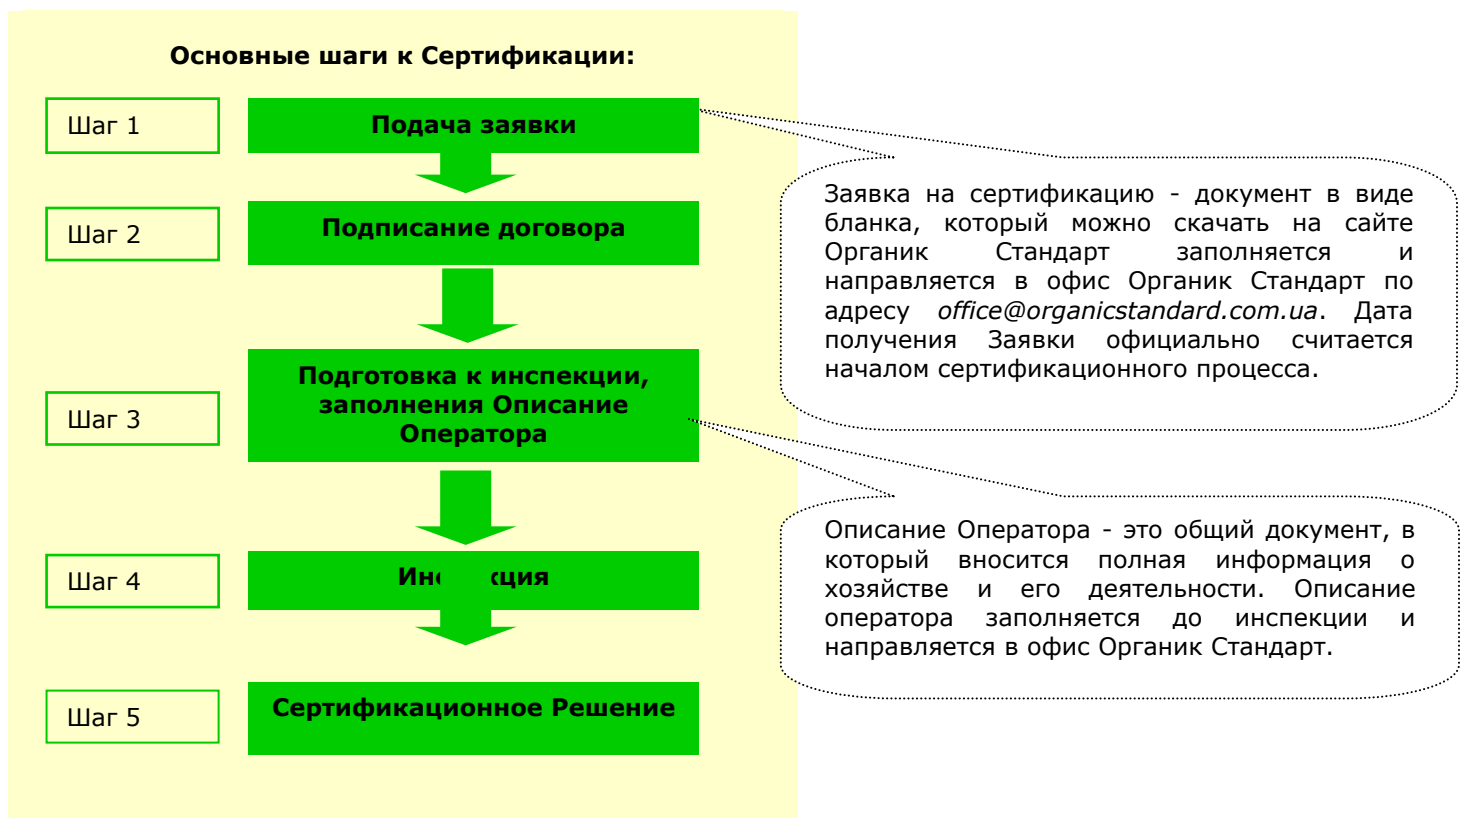 Основные шаги к Сертификации:
Шаг 1
Подача заявки
Шаг 2
Подписание договора
Шаг 3
Подготовка к инспекции,
заполнения Описание
Оператора
Шаг 4
Шаг 5
Сертификационное Решение
Заявка на сертификацию - документ в виде
бланка, который можно скачать на сайте
Органик Стандарт заполняется и
направляется в офис Органик Стандарт по
адресу office@organicstandard.com.ua. Дата
получения Заявки официально считается
началом сертификационного процесса.
Описание Оператора - это общий документ, в
который вносится полная информация о
хозяйстве и его деятельности. Описание
оператора заполняется до инспекции и
направляется в офис Органик Стандарт.